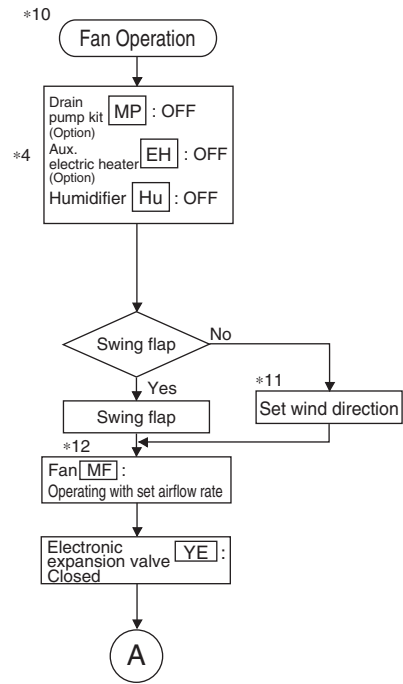 *10
Fan Operation
*4
Drain
pump kit MP : OFF
(Option)
Aux.
electric heater EH : OFF
(Option)
Humidifier Hu : OFF
Swing flap
No
Yes
*11
Set wind direction
Swing flap
*12
Fan MF :
Operating with set airflow rate
Electronic
expansion valve YE :
Closed
A